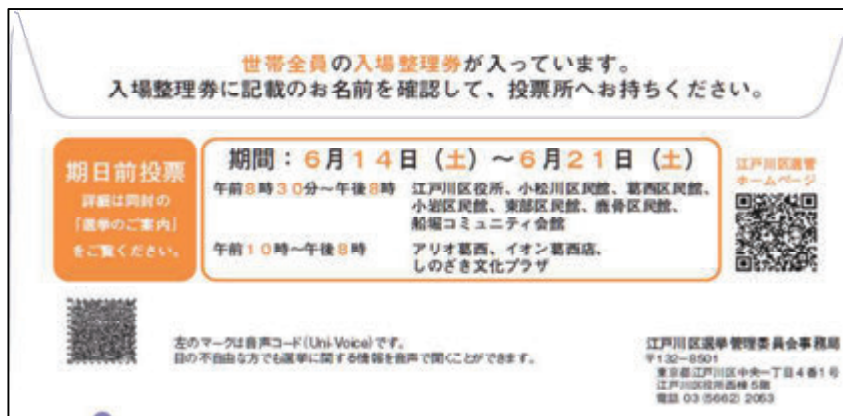 世帯全員の入場整理券が入っています。
入場整理券に記載のお名前を確認して、投票所へお持ちください。
期日前投票
詳細は同封の
「選挙のご案内」
をご覧ください。
期間：６月１４日（土）～６月２１日（土）
午前８時３０分～午後８時　江戸川区役所、小松川区民館、葛西区民館、
小岩区民館、東部区民館、鹿骨区民館、
船堀コミュニティ会館
午前１０時～午後８時　アリオ葛西、イオン葛西店、
しのざき文化プラザ
江戸川区選管
ホームページ
左のマークは音声コード(Uni-Voice)です。
目の不自由な方でも選挙に関する情報を音声で聞くことができます。
江戸川区選挙管理委員会事務局
〒132-8501
東京都江戸川区中央一丁目4番1号
江戸川区役所西棟5階
電話 03 (5662) 2053